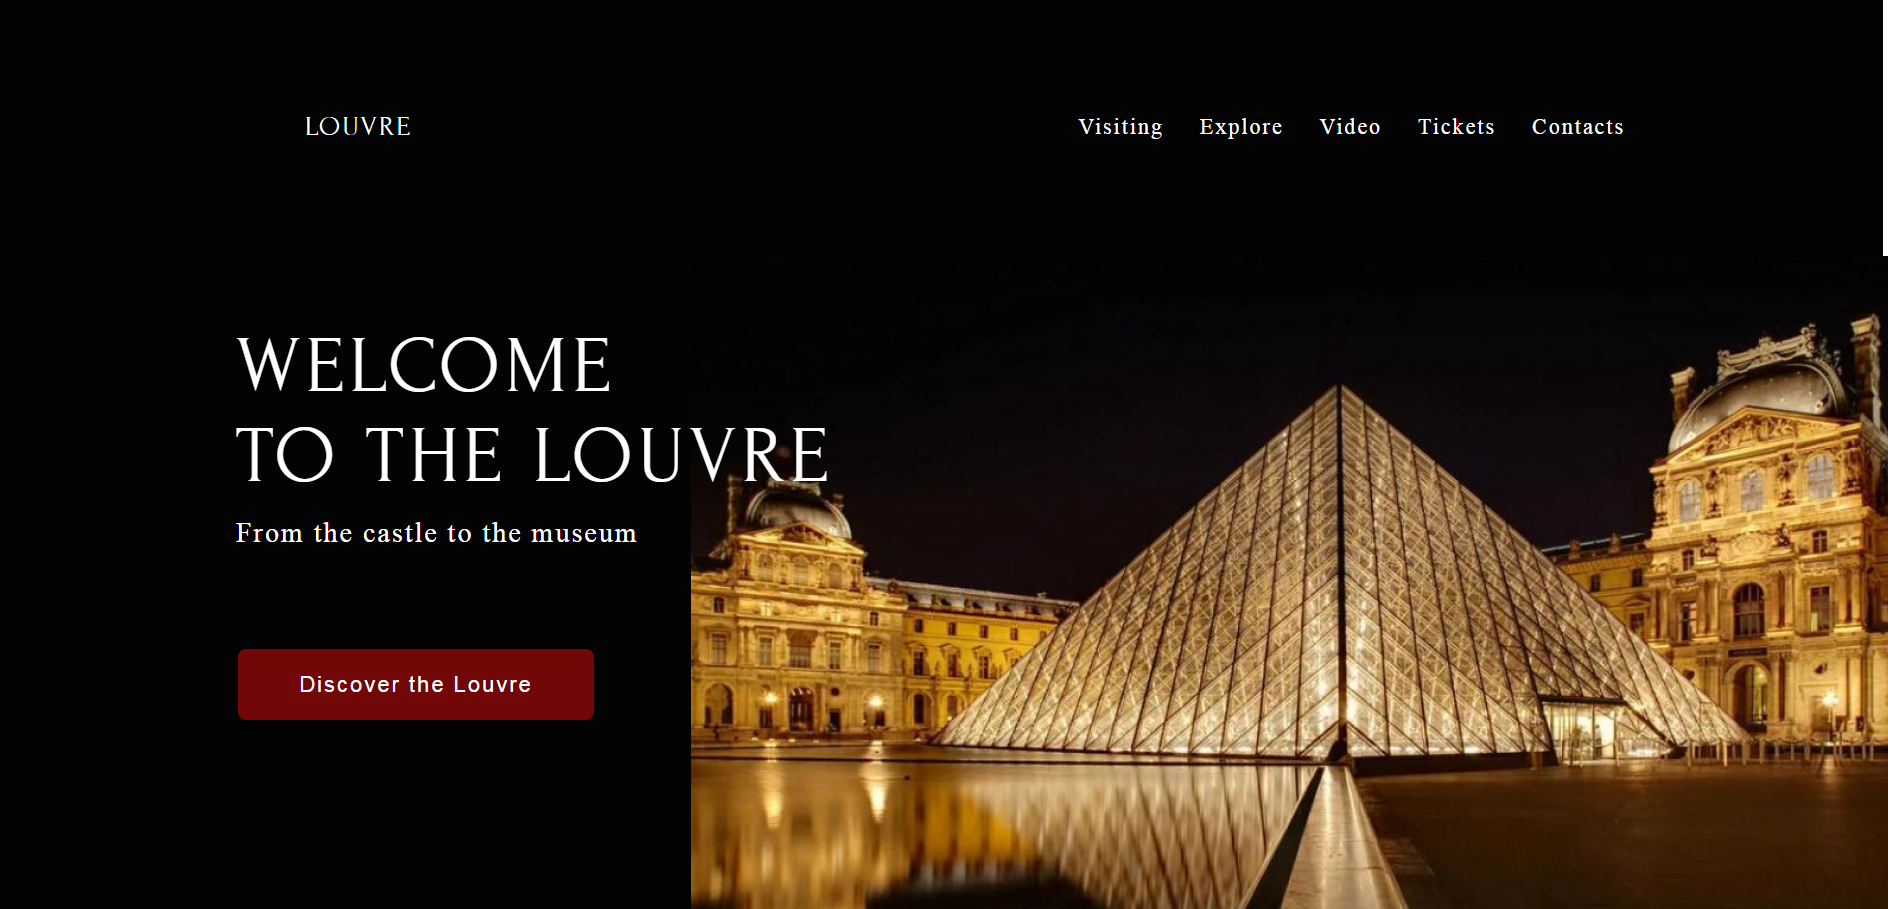 LOUVRE
Visiting Explore Video Tickets Contacts
WELCOME
TO THE LOUVRE
From the castle to the museum
Discover the Louvre